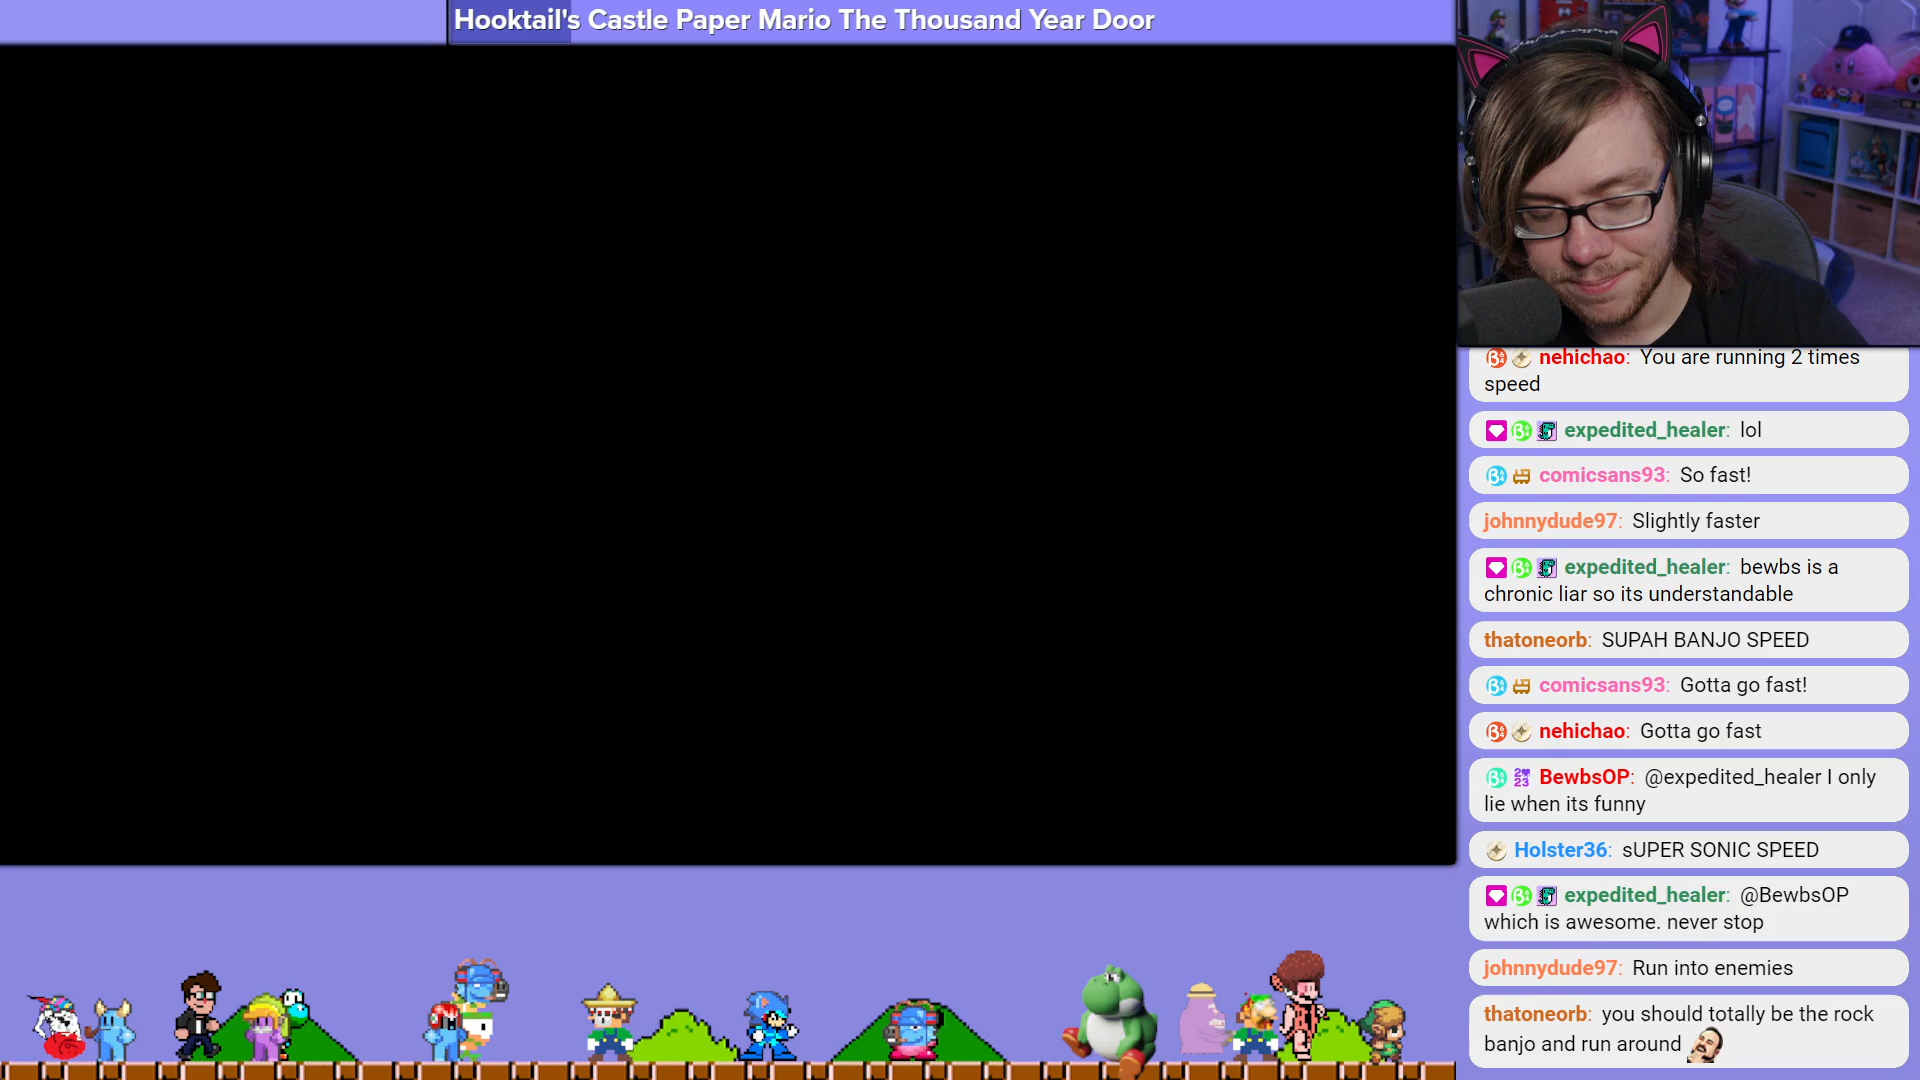 Hooktail's Castle Paper Mario The Thousand Year Door
nehichao: You are running 2 times
speed
expedited_healer: lol
comicsans93: So fast!
johnnydude97: Slightly faster
expedited_healer: bewbs is a
chronic liar so its understandable
thatoneorb: SUPAH BANJO SPEED
comicsans93: Gotta go fast!
nehichao: Gotta go fast
BewbsOP: @expedited_healer I only
lie when its funny
Holster36: sUPER SONIC SPEED
expedited_healer: @BewbsOP
which is awesome. never stop
johnnydude97: Run into enemies
thatoneorb: you should totally be the rock
banjo and run around